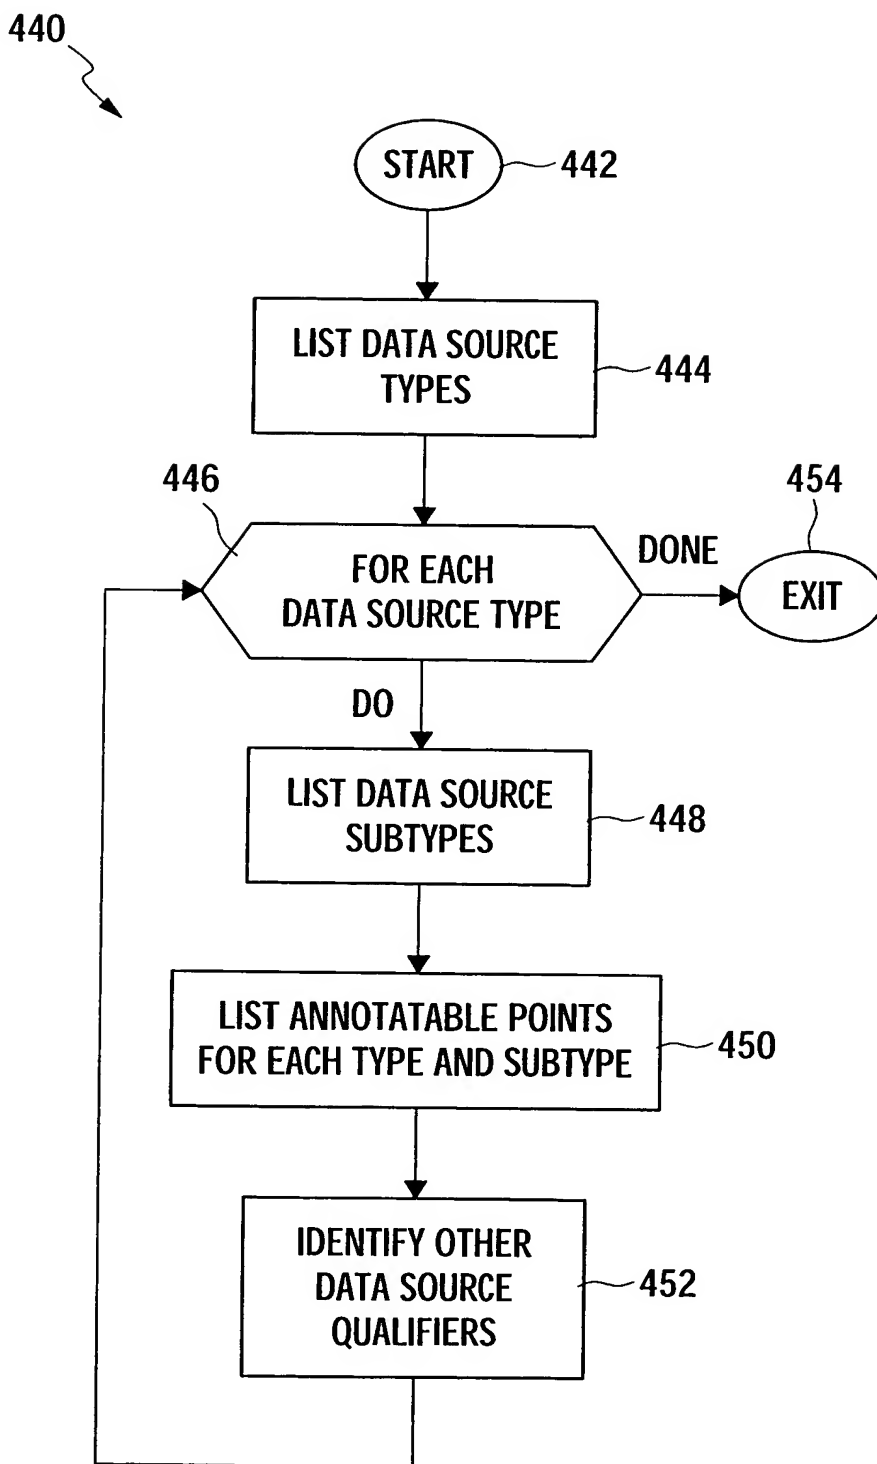 440
START
442
LIST DATA SOURCE
TYPES
444
446
454
FOR EACH
DATA SOURCE TYPE
DONE
EXIT
DO
LIST DATA SOURCE
SUBTYPES
448
LIST ANNOTATABLE POINTS
FOR EACH TYPE AND SUBTYPE
450
IDENTIFY OTHER
DATA SOURCE
QUALIFIERS
452